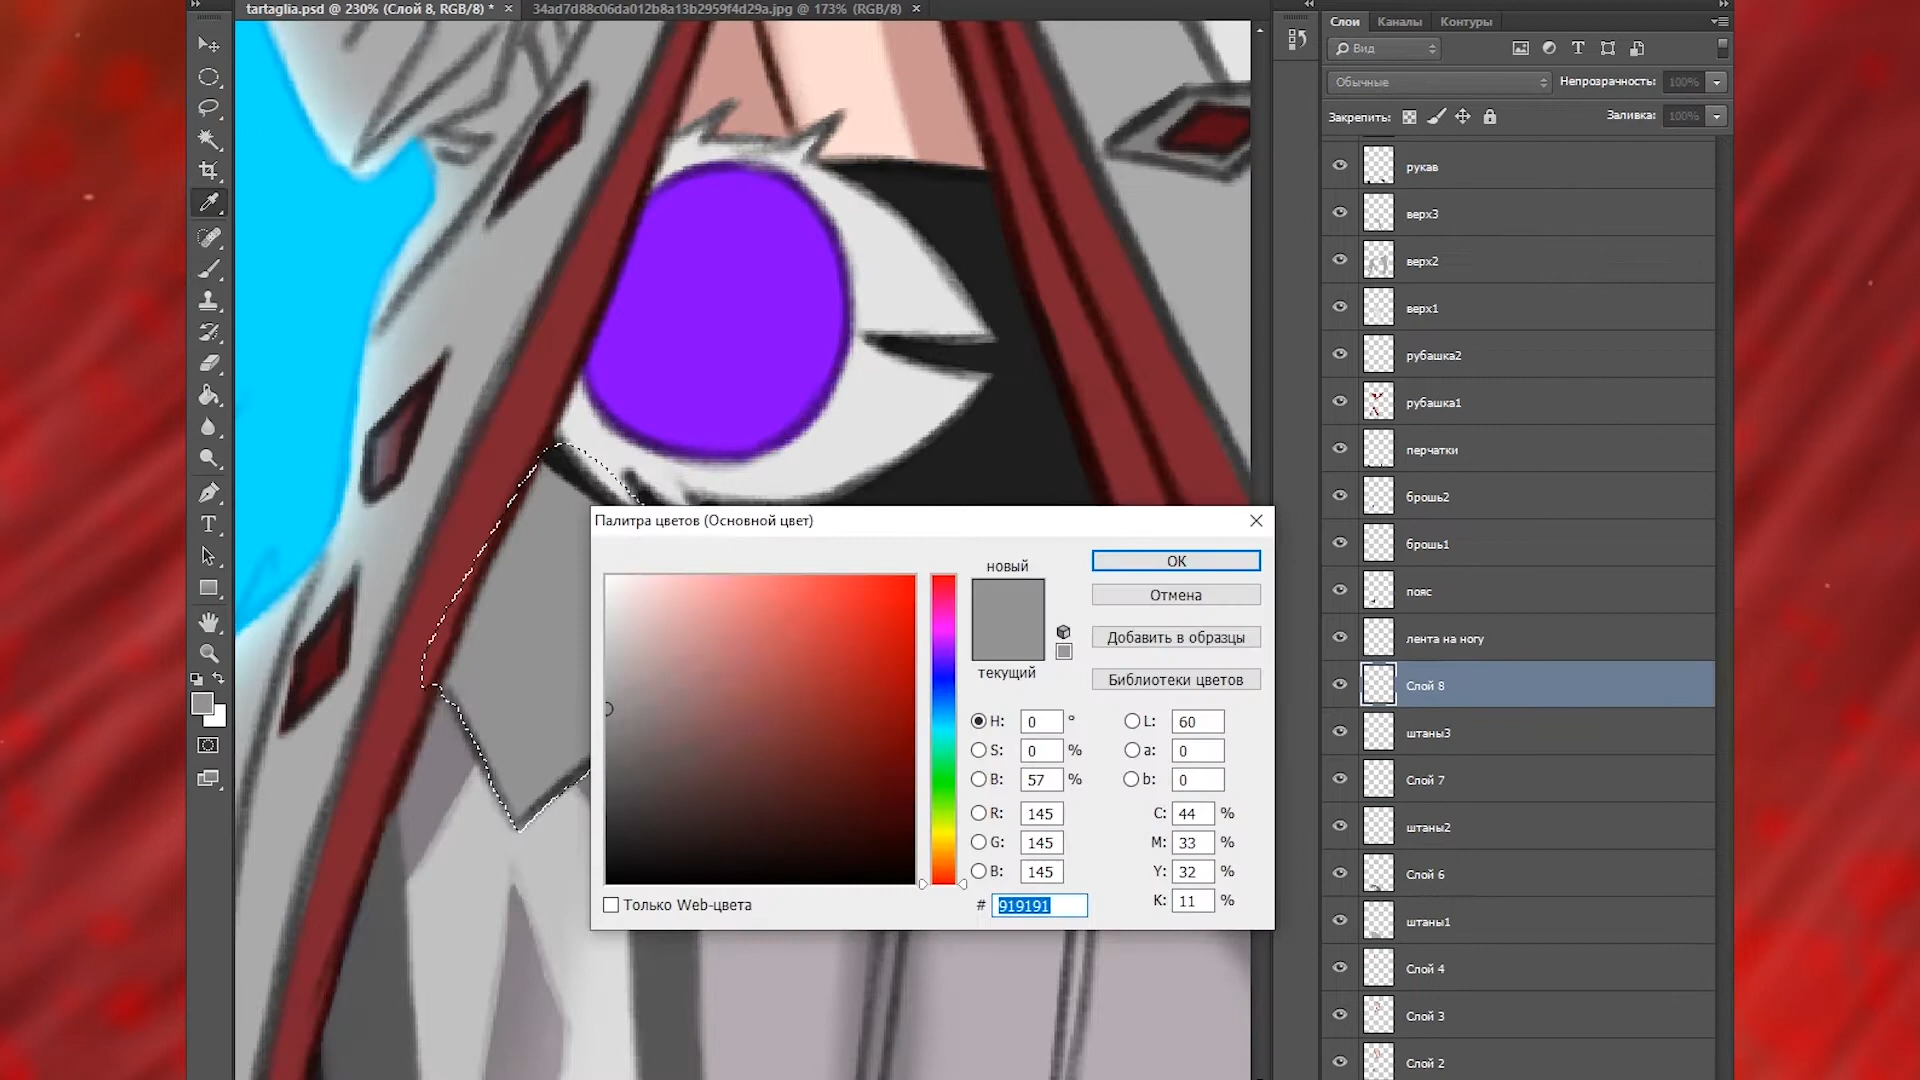 tartaglia.psd @ 230% (Слой 8, RGB/8) *
34ad7d88c06da012b8a13b2959f4d29a.jpg @ 173% (RGB/8)
Слои
Каналы
Контуры
Вид
Обычные
Непрозрачность: 100%
Закрепить:
Заливка: 100%
рукав
верх3
верх2
верх1
рубашка2
рубашка1
перчатки
брошь2
брошь1
пояс
лента на ногу
Слой 8
штаны3
Слой 7
штаны2
Слой 6
штаны1
Слой 4
Слой 3
Слой 2
Палитра цветов (Основной цвет)
новый
текущий
ОК
Отмена
Добавить в образцы
Библиотеки цветов
H: 0 °
S: 0 %
B: 57 %
R: 145
G: 145
B: 145
# 919191
L: 60
a: 0
b: 0
C: 44 %
M: 33 %
Y: 32 %
K: 11 %
Только Web-цвета